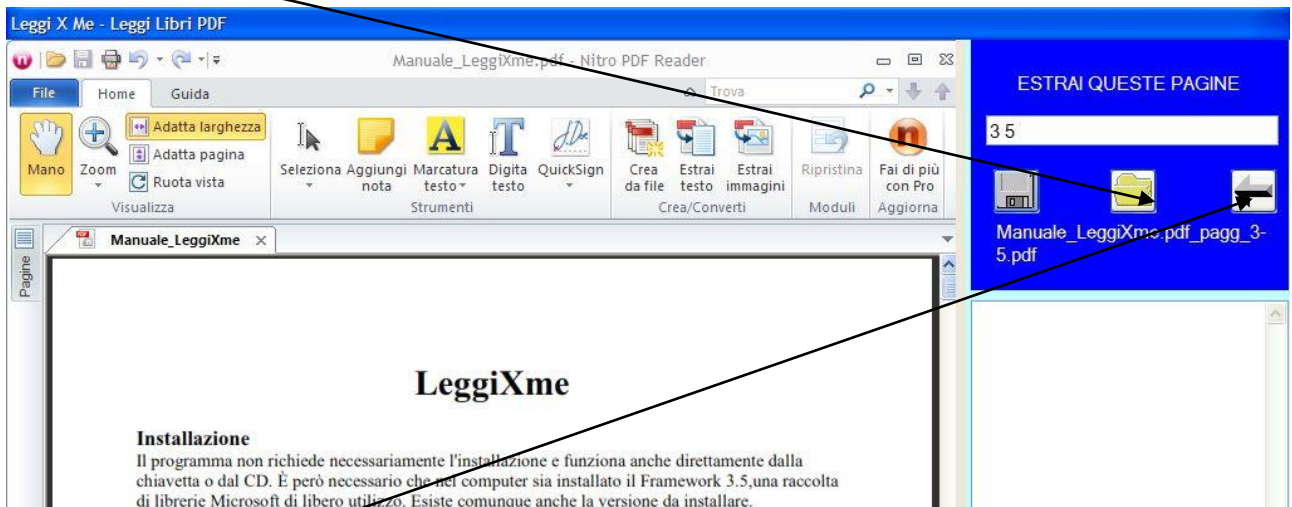 Leggi X Me - Leggi Libri PDF
Manuale_LeggiXme.pdf - Nitro PDF Reader
File Home Guida Trova
Mano
Zoom
Adatta larghezza
Adatta pagina
Ruota vista
Visualizza
Seleziona
Aggiungi nota
Marcatura testo
Digita testo
QuickSign
Strumenti
Crea da file
Estrai testo
Estrai immagini
Crea/Converti
Ripristina
Moduli
Fai di più con Pro
Aggiorna
Manuale_LeggiXme
Pagine
LeggiXme
Installazione
Il programma non richiede necessariamente l'installazione e funziona anche direttamente dalla
chiavetta o dal CD. È però necessario che nel computer sia installato il Framework 3.5,una raccolta
di librerie Microsoft di libero utilizzo. Esiste comunque anche la versione da installare.
ESTRAI QUESTE PAGINE
3 5
Manuale_LeggiXme.pdf_pagg_3-
5.pdf